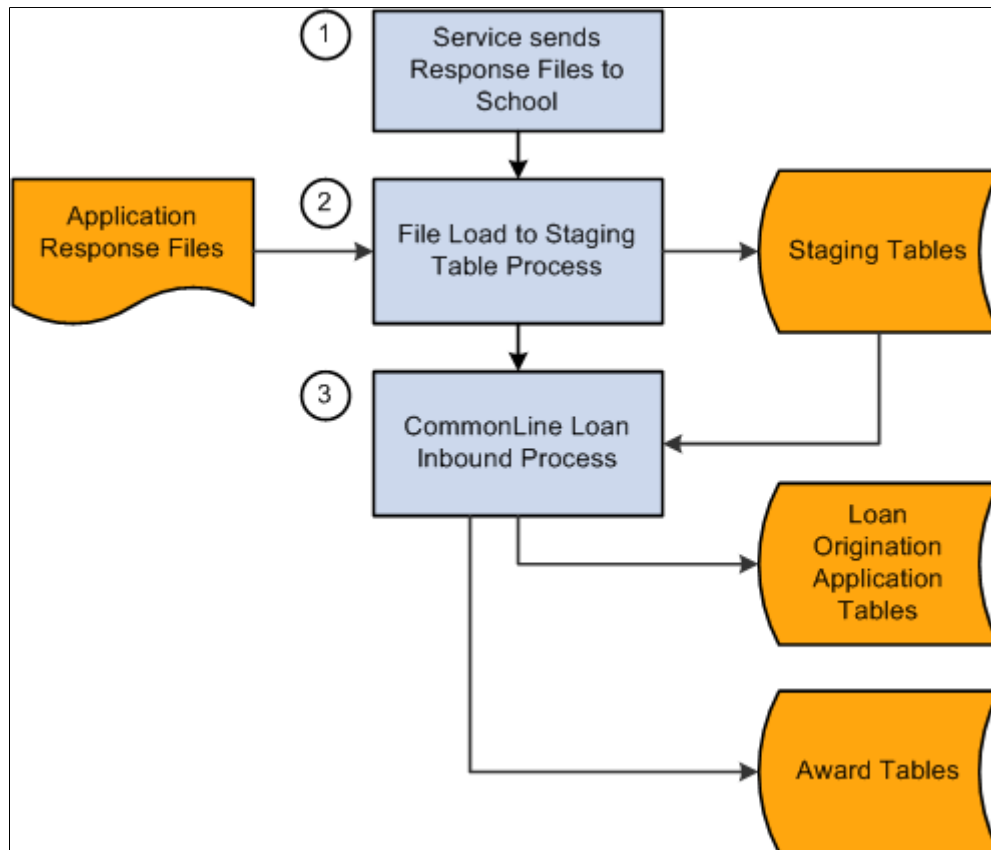 1
Service sends
Response Files to
School
Application
Response Files
2
File Load to Staging
Table Process
Staging Tables
3
CommonLine Loan
Inbound Process
Loan
Origination
Application
Tables
Award Tables